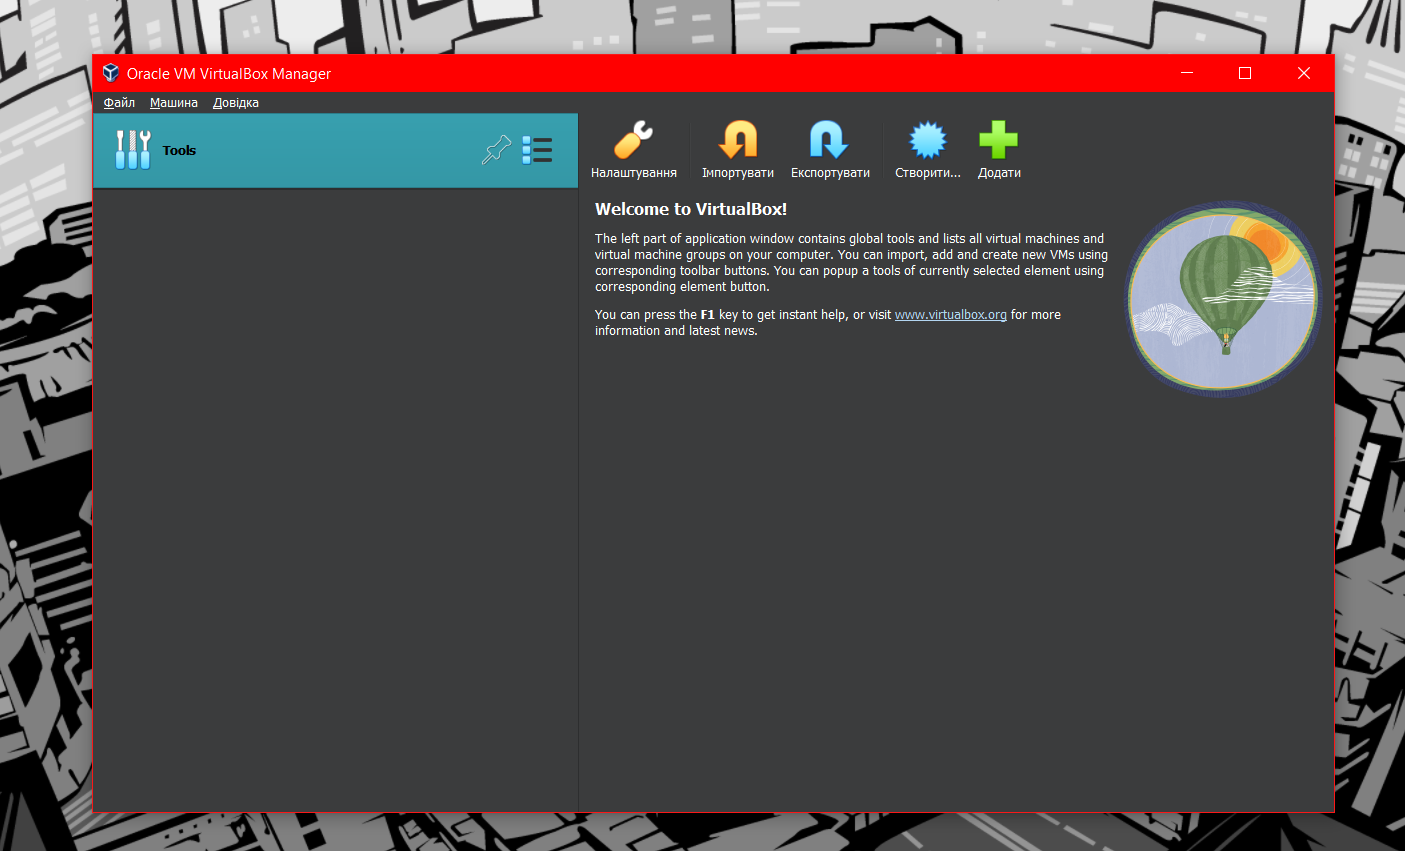 Oracle VM VirtualBox Manager
Файл Машина Довідка
Tools
Налаштування Імпортувати Експортувати Створити... Додати
Welcome to VirtualBox!
The left part of application window contains global tools and lists all virtual machines and
virtual machine groups on your computer. You can import, add and create new VMs using
corresponding toolbar buttons. You can popup a tools of currently selected element using
corresponding element button.
You can press the F1 key to get instant help, or visit www.virtualbox.org for more
information and latest news.